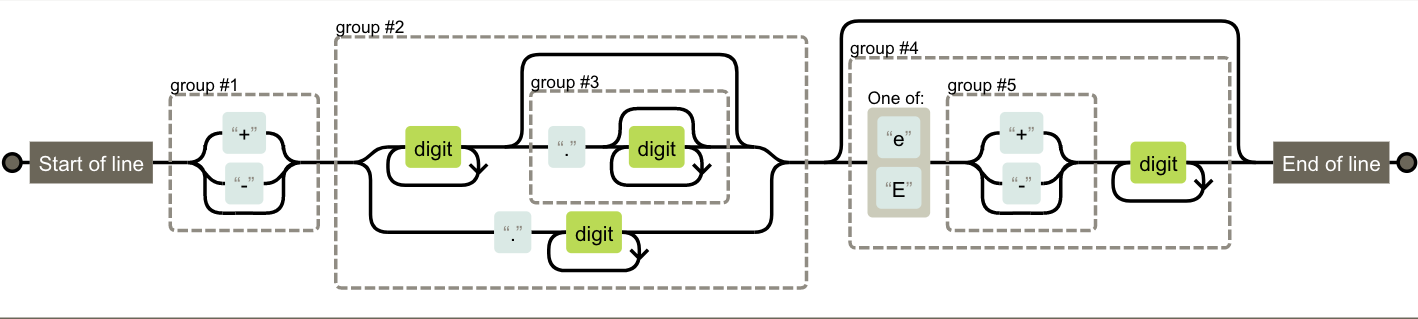 group #1
group #2
group #3
group #4
group #5
One of:
Start of line
“+”
“-”
digit
“.”
digit
“.”
digit
“e”
“E”
“+”
“-”
digit
End of line